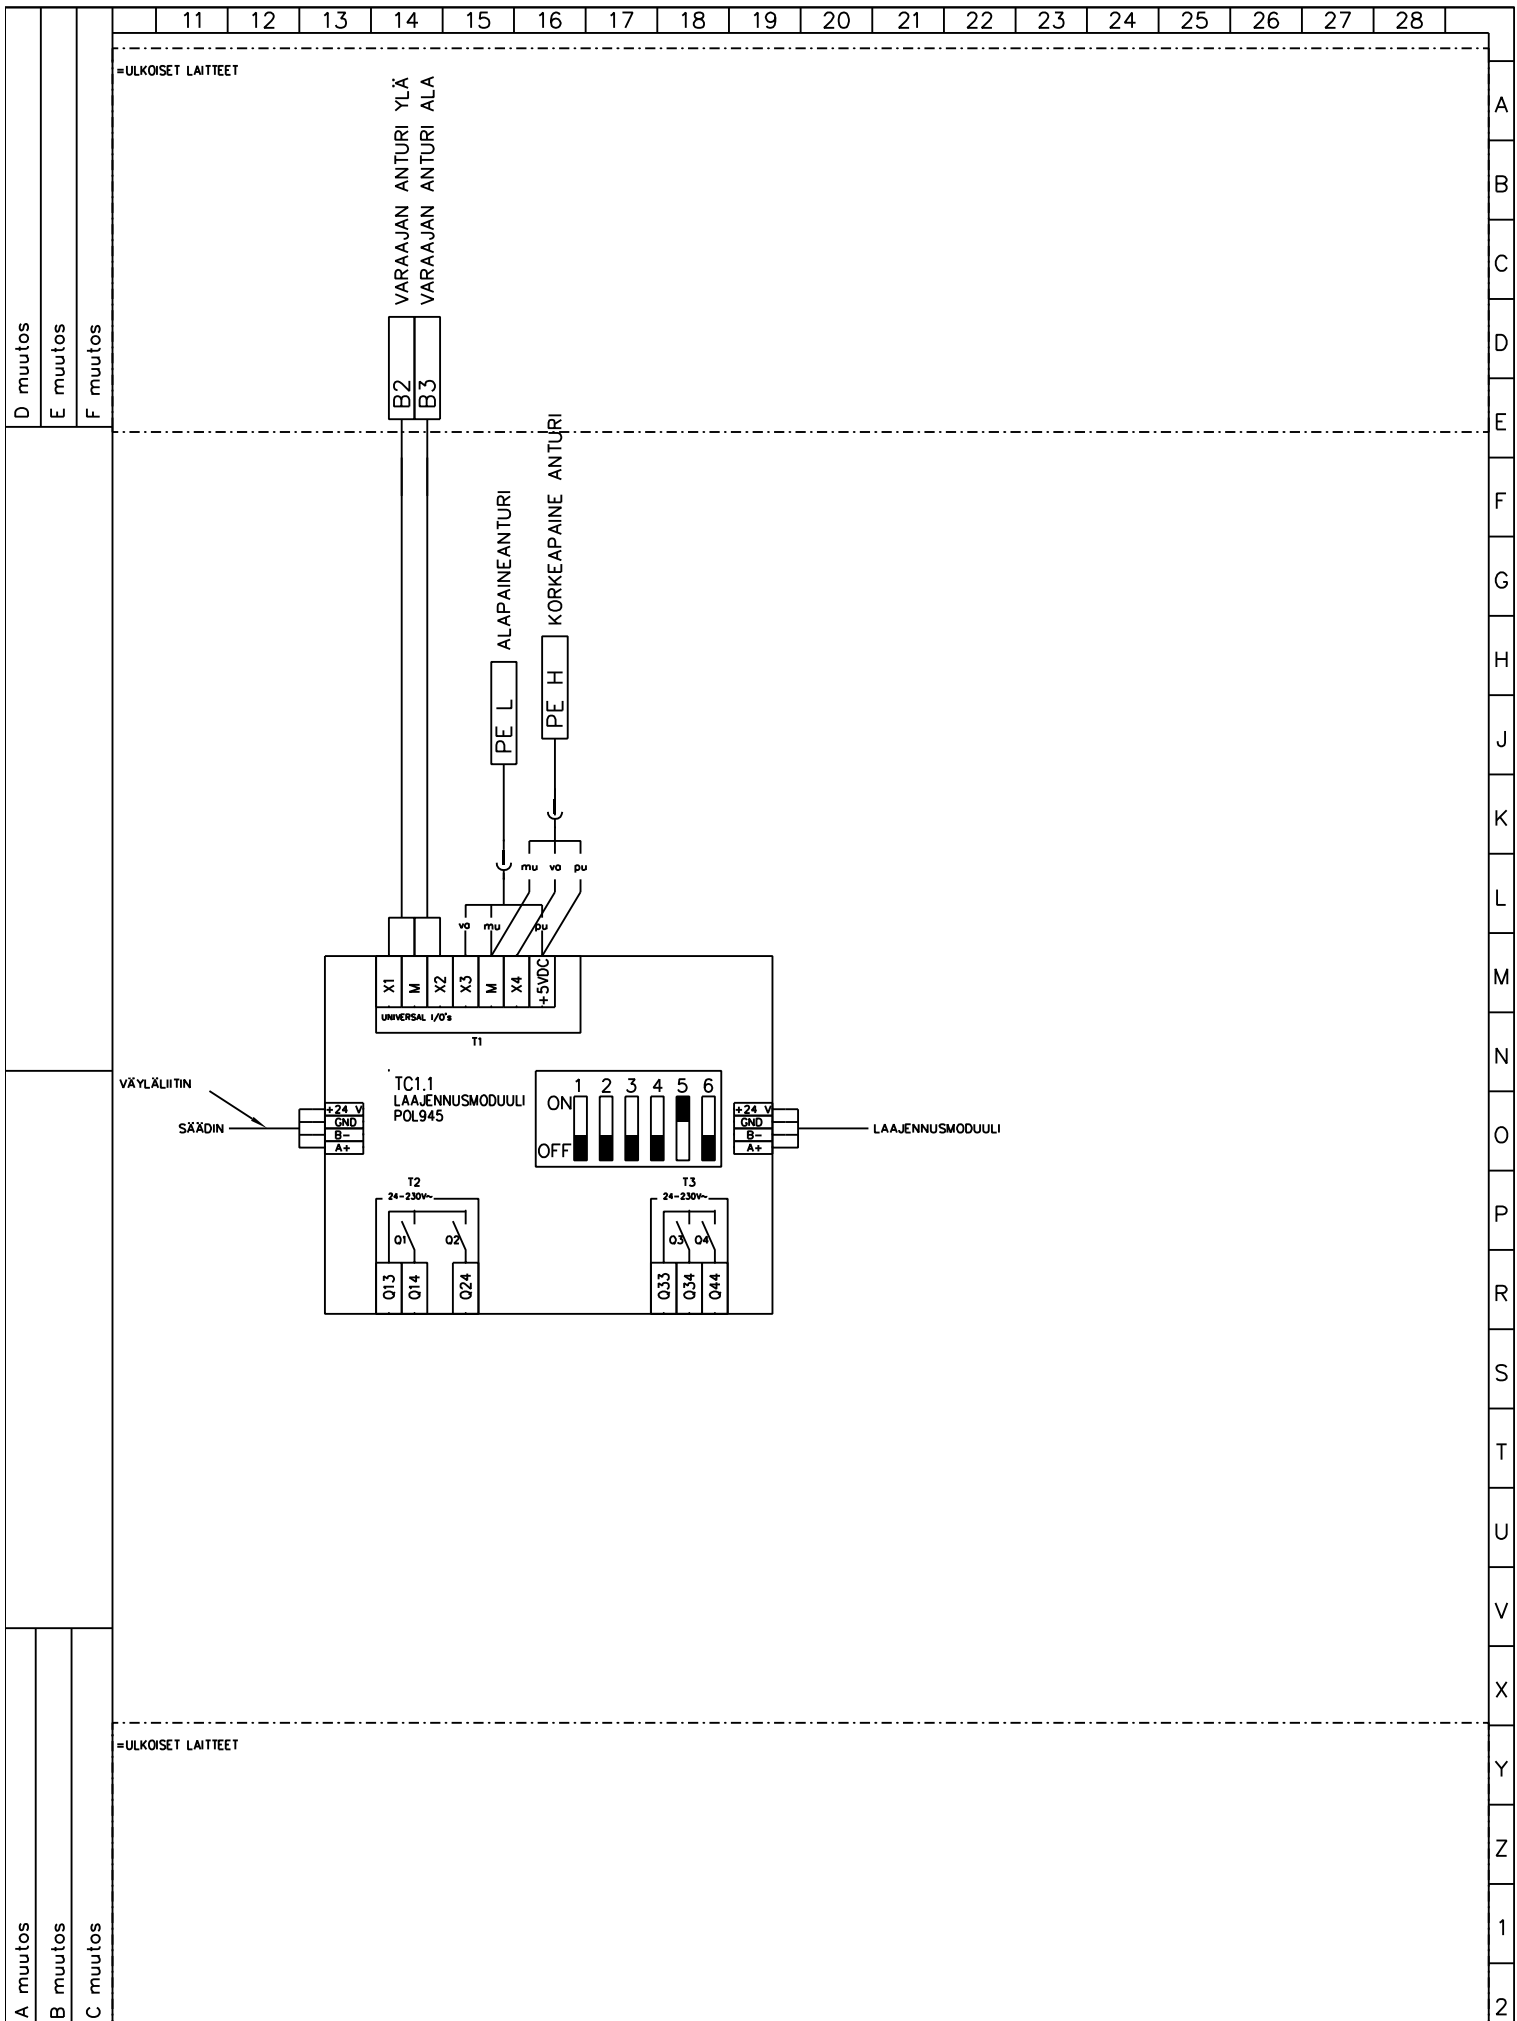 11 12 13 14 15 16 17 18 19 20 21 22 23 24 25 26 27 28
=ULKOISET LAITTEET
VARAAJAN ANTURI YLÄ
VARAAJAN ANTURI ALA
B2
B3
D muutos
E muutos
F muutos
ALAPAINEANTURI
KORKEAPAINE ANTURI
PE L
PE H
mu va pu
va mu pu
X1
M
X2
X3
M
X4
+5VDC
UNIVERSAL I/O's
T1
VÄYLÄLIITIN
SÄÄDIN
+24 V
GND
B-
A+
TC1.1
LAAJENNUSMODUULI
POL945
1 2 3 4 5 6
ON
OFF
+24 V
GND
B-
A+
LAAJENNUSMODUULI
T2
24-230V~
Q1
Q2
Q13
Q14
Q24
T3
24-230V~
Q3
Q4
Q33
Q34
Q44
=ULKOISET LAITTEET
A muutos
B muutos
C muutos
A
B
C
D
E
F
G
H
J
K
L
M
N
O
P
R
S
T
U
V
X
Y
Z
1
2